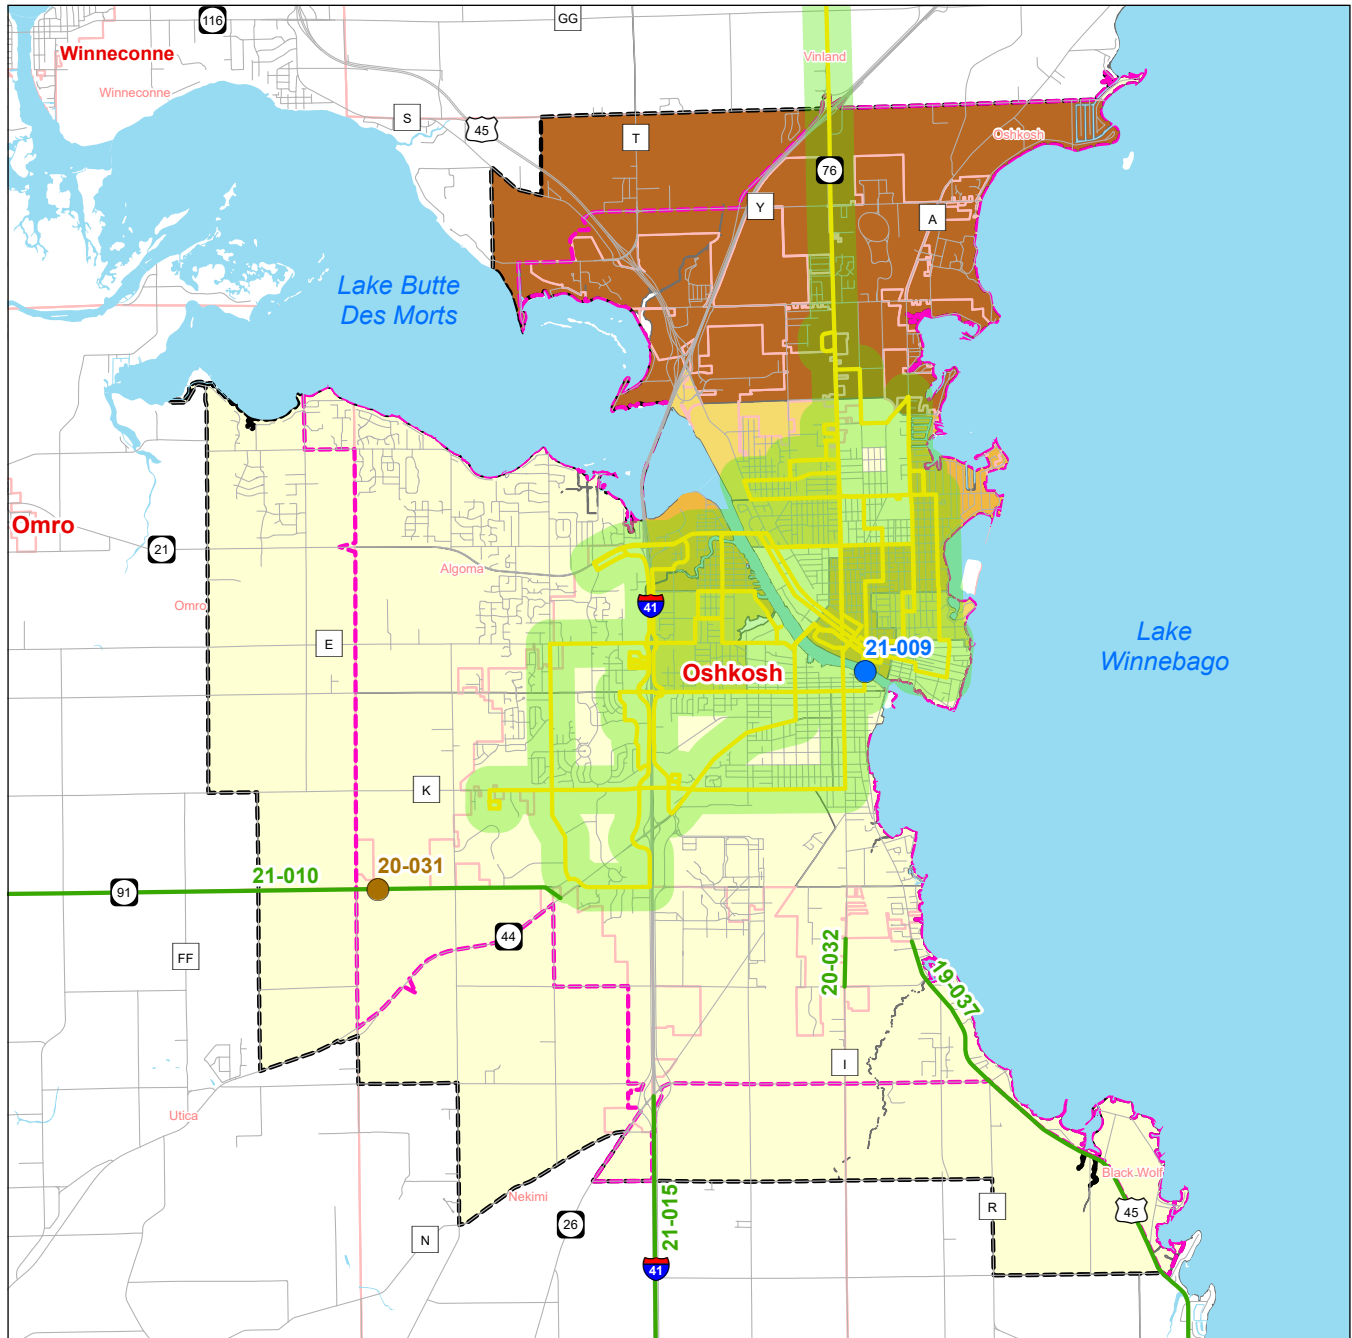 116
GG
Winneconne
Vinland
Winneconne
S
45
T
Oshkosh
76
Y
A
Lake Butte
Des Morts
Omro
21
Algoma
Omro
41
E
21-009
Lake
Winnebago
Oshkosh
K
21-010
20-031
91
44
FF
20-032
19-037
I
Utica
Black Wolf
Nekimi
21-015
R
45
26
N
41